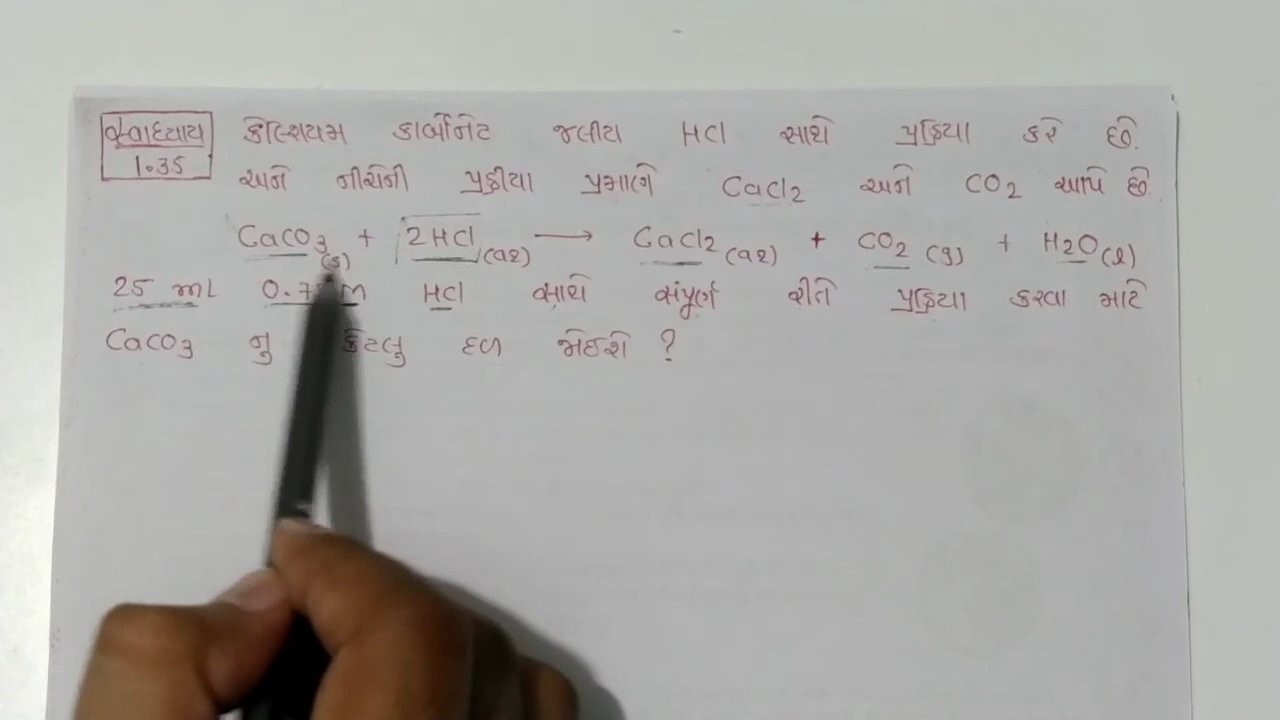 સ્વાધ્યાય 1.35
કેલ્શિયમ કાર્બોનેટ જલીય HCl સાથે પ્રક્રિયા કરે છે.
અને નીચેની પ્રક્રીયા પ્રમાણે CaCl2 અને CO2 આપે છે
CaCO3(s) + 2HCl(aq) → CaCl2(aq) + CO2(g) + H2O(l)
25 mL HCl સાથે સંપૂર્ણ રીતે પ્રક્રિયા કરવા માટે
CaCO3 નુ કેટલુ દળ જોઈશે ?